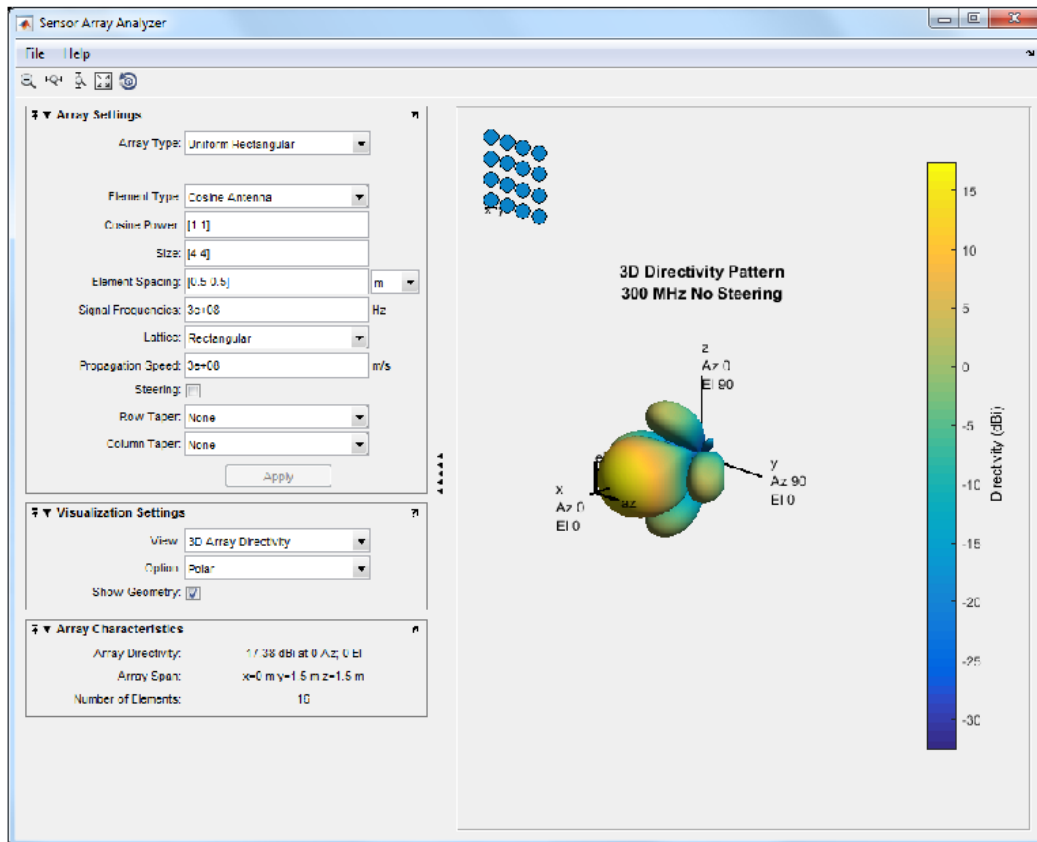 Sensor Array Analyzer
File Help
Array Settings
Array Type: Uniform Rectangular
Element Type: Cosine Antenna
Cosine Power: [1 1]
Size: [4 4]
Element Spacing: [0.5 0.5] m
Signal Frequencies: 3e+08 Hz
Lattice: Rectangular
Propagation Speed: 3e+08 m/s
Steering:
Row Taper: None
Column Taper: None
Apply
Visualization Settings
View: 3D Array Directivity
Option: Polar
Show Geometry:
Array Characteristics
Array Directivity: 17.38 dBi at 0 Az; 0 El
Array Span: x=0 m y=1.5 m z=1.5 m
Number of Elements: 16
3D Directivity Pattern
300 MHz No Steering
z
Az 0
El 90
y
Az 90
El 0
x
Az 0
El 0
az
15
10
5
0
-5
-10
-15
-20
-25
-30
Directivity (dBi)